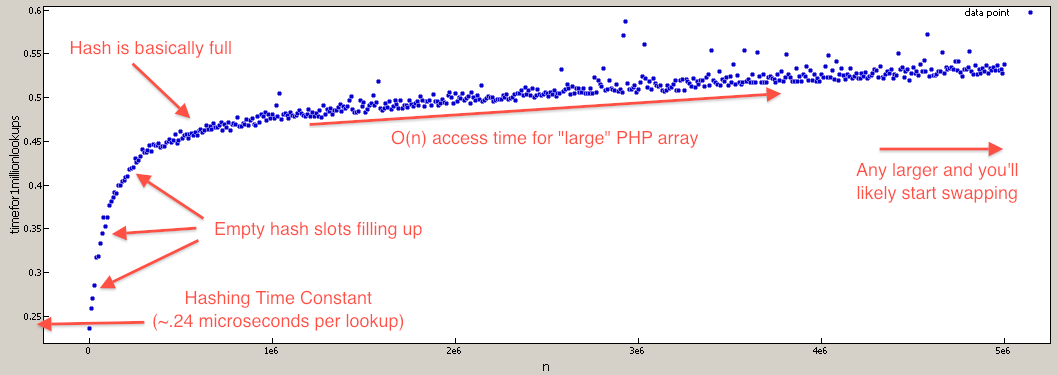 0.6
data point
Hash is basically full
0.55
0.5
O(n) access time for "large" PHP array
0.45
Any larger and you'll
likely start swapping
0.4
timefor1millionlookups
0.35
Empty hash slots filling up
0.3
Hashing Time Constant
(~.24 microseconds per lookup)
0.25
0
1e6
2e6
3e6
4e6
5e6
n